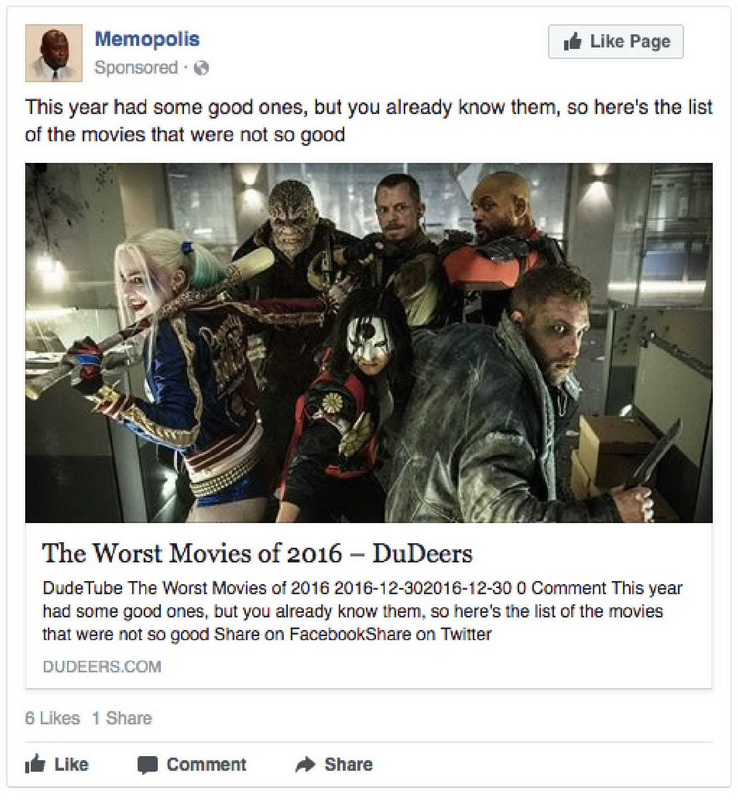 Memopolis
Sponsored ·
Like Page
This year had some good ones, but you already know them, so here's the list
of the movies that were not so good
The Worst Movies of 2016 – DuDeers
DudeTube The Worst Movies of 2016 2016-12-302016-12-30 0 Comment This year
had some good ones, but you already know them, so here's the list of the movies
that were not so good Share on FacebookShare on Twitter
DUDEERS.COM
6 Likes 1 Share
Like Comment Share